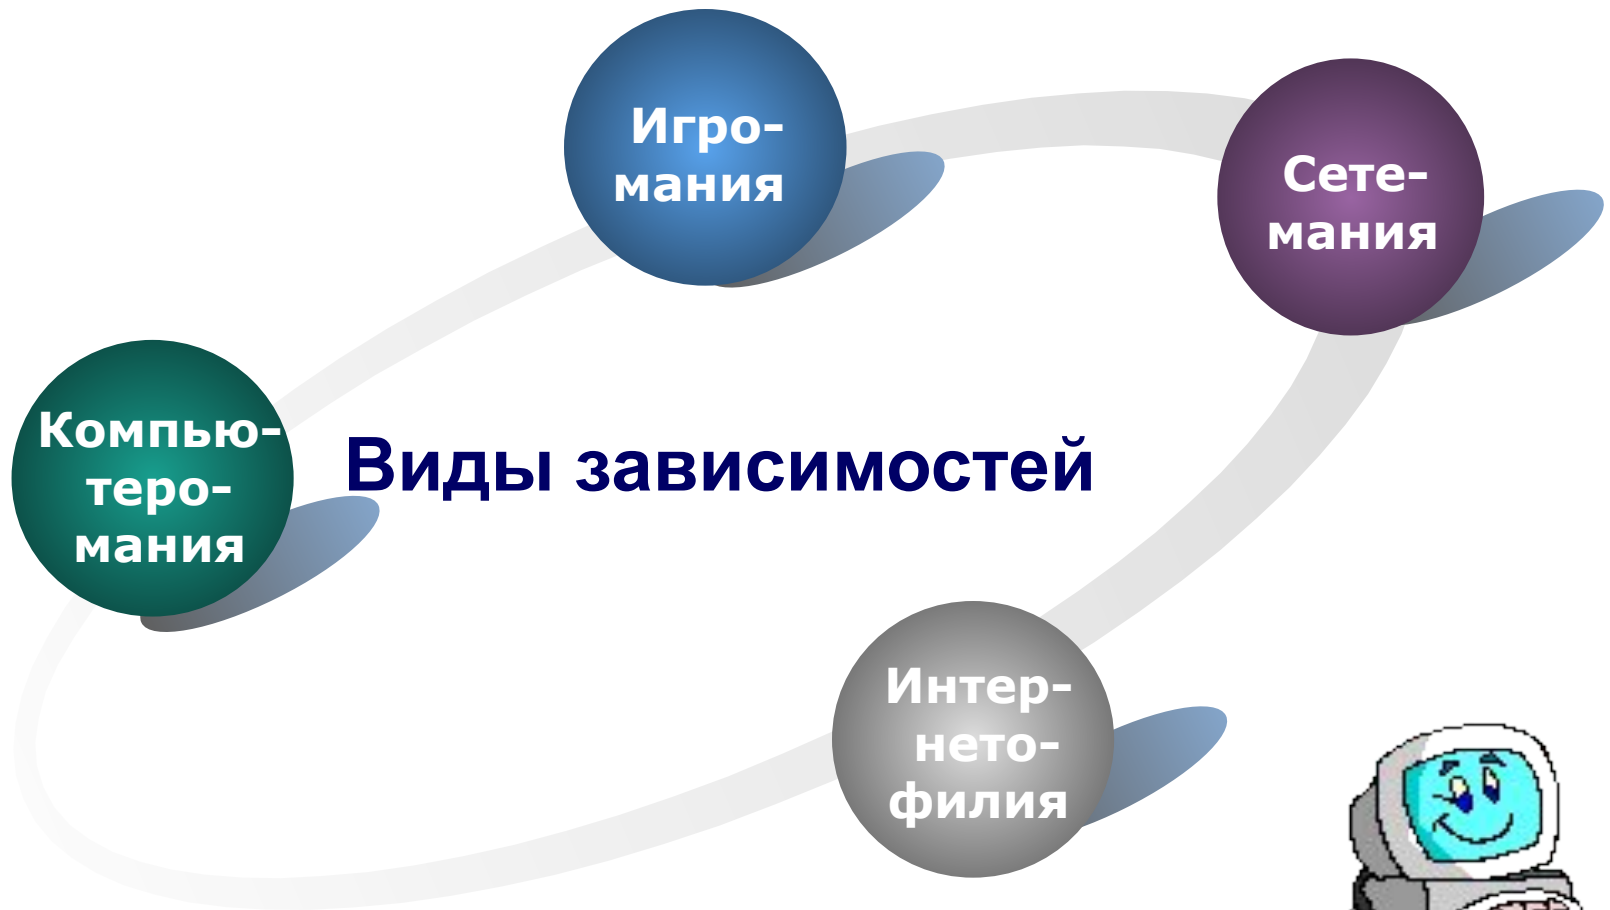 Игро-
мания
Сете-
мания
Компью-
теро-
мания
Виды зависимостей
Интер-
нето-
филия